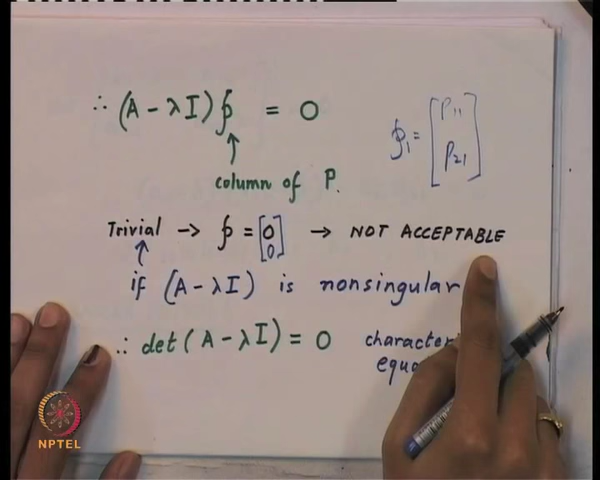 ∴ (A - λI) p = 0
p₁ = [P₁₁ P₂₁]
column of P.
Trivial → p = [0 0] → NOT ACCEPTABLE
if (A - λI) is nonsingular
∴ det (A - λI) = 0
NPTEL